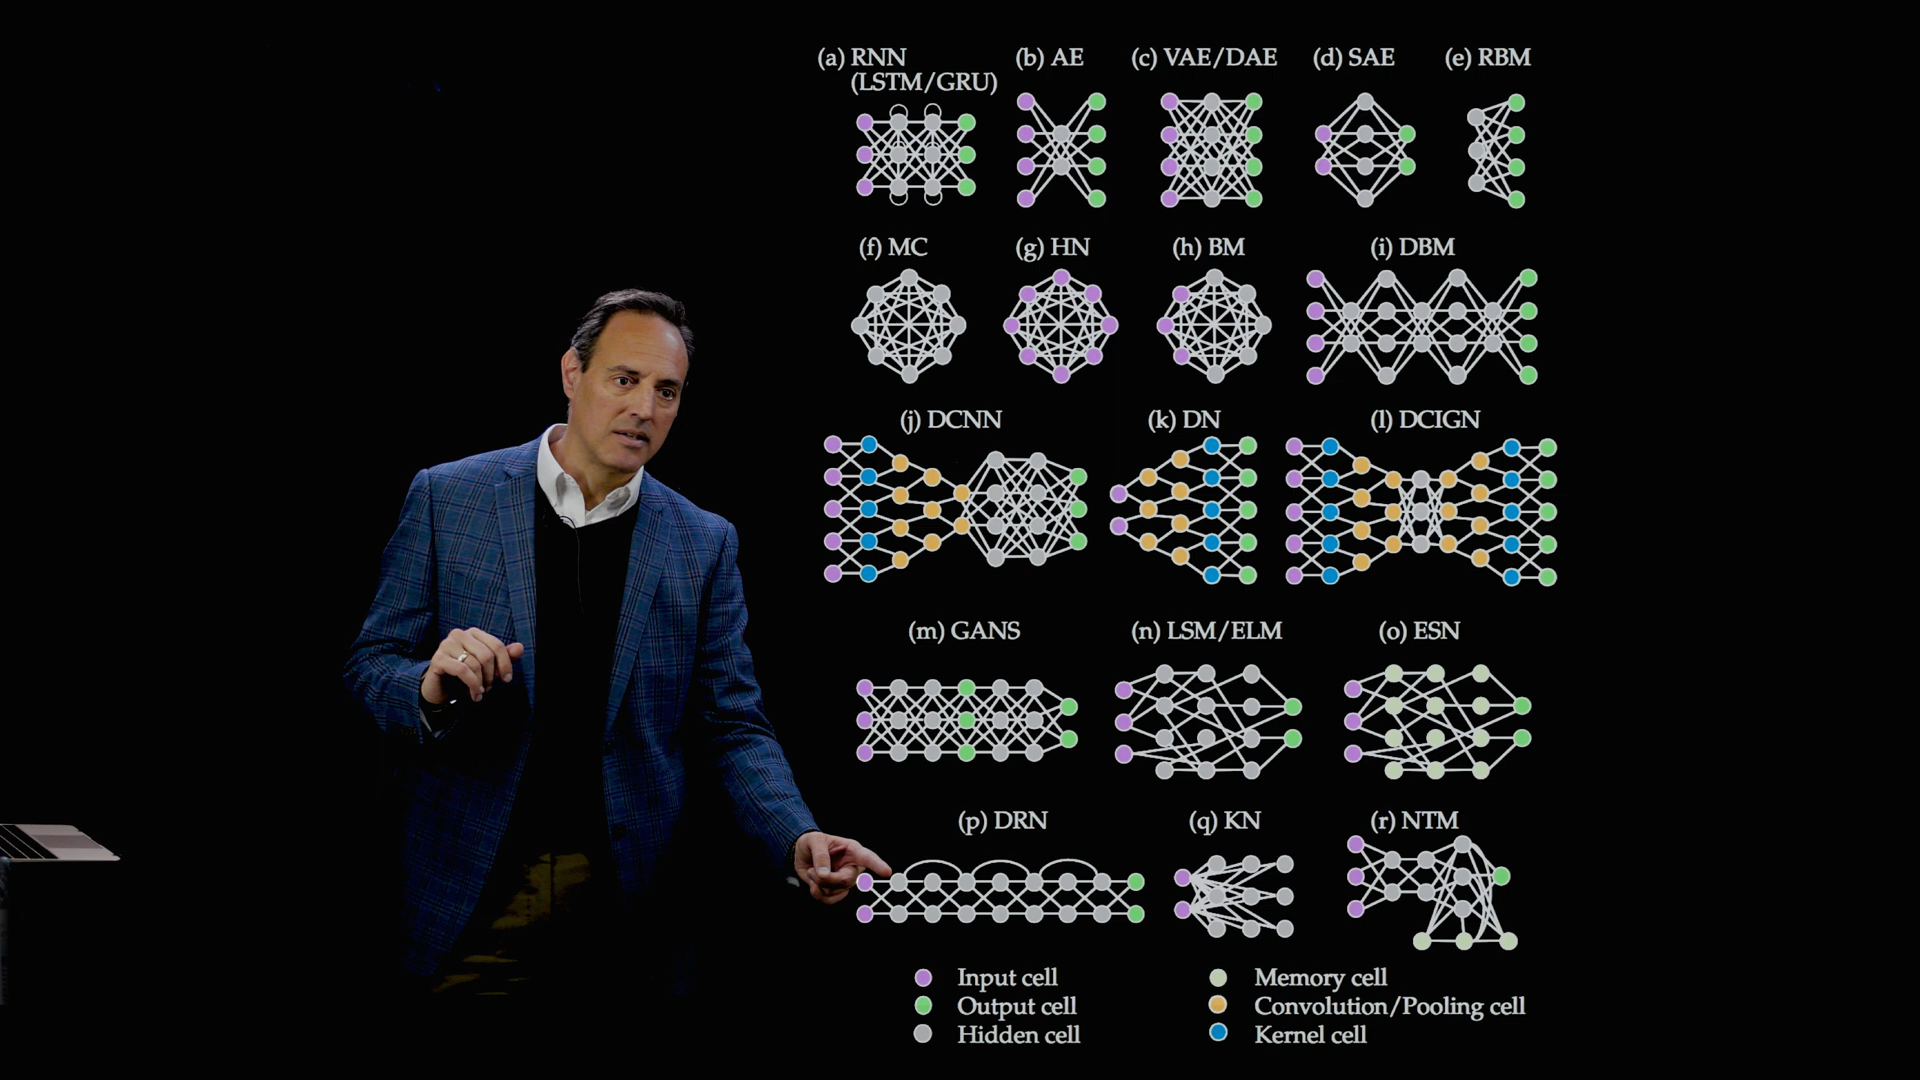 (a) RNN
(LSTM/GRU)
(b) AE
(c) VAE/DAE
(d) SAE
(e) RBM
(f) MC
(g) HN
(h) BM
(i) DBM
(j) DCNN
(k) DN
(l) DCIGN
(m) GANS
(n) LSM/ELM
(o) ESN
(p) DRN
(q) KN
(r) NTM
Input cell
Output cell
Hidden cell
Memory cell
Convolution/Pooling cell
Kernel cell